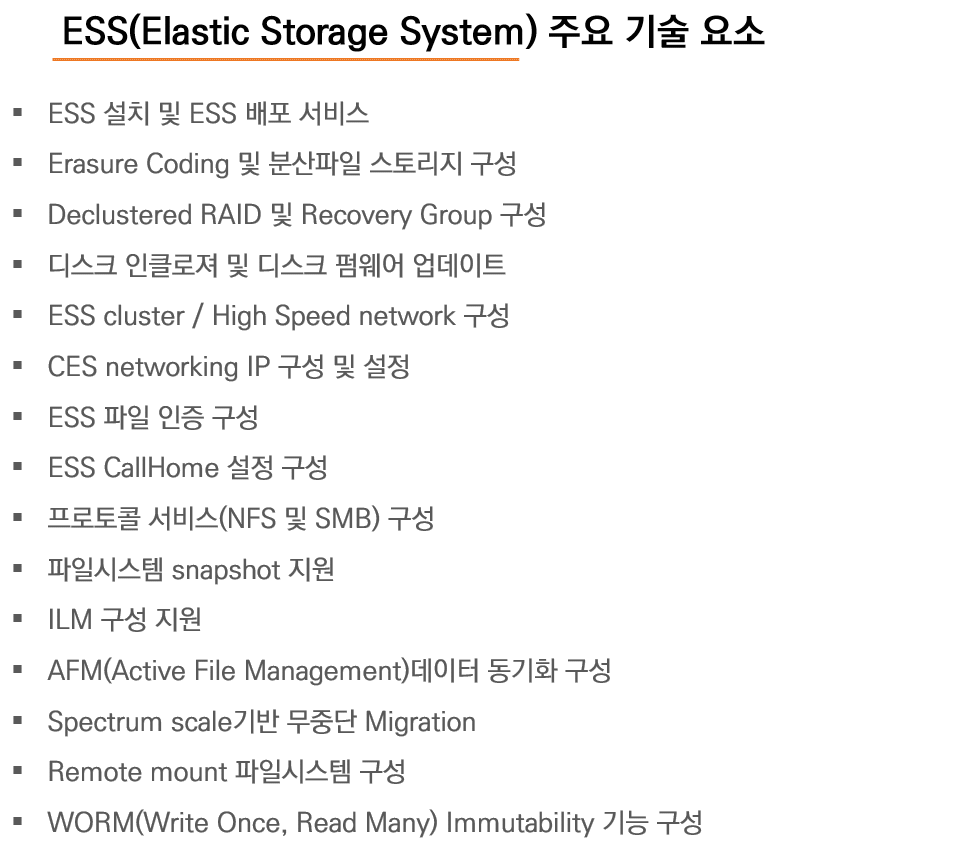 ESS(Elastic Storage System) 주요 기술 요소
▪ ESS 설치 및 ESS 배포 서비스
▪ Erasure Coding 및 분산파일 스토리지 구성
▪ Declustered RAID 및 Recovery Group 구성
▪ 디스크 인클로져 및 디스크 펌웨어 업데이트
▪ ESS cluster / High Speed network 구성
▪ CES networking IP 구성 및 설정
▪ ESS 파일 인증 구성
▪ ESS CallHome 설정 구성
▪ 프로토콜 서비스(NFS 및 SMB) 구성
▪ 파일시스템 snapshot 지원
▪ ILM 구성 지원
▪ AFM(Active File Management)데이터 동기화 구성
▪ Spectrum scale기반 무중단 Migration
▪ Remote mount 파일시스템 구성
▪ WORM(Write Once, Read Many) Immutability 기능 구성